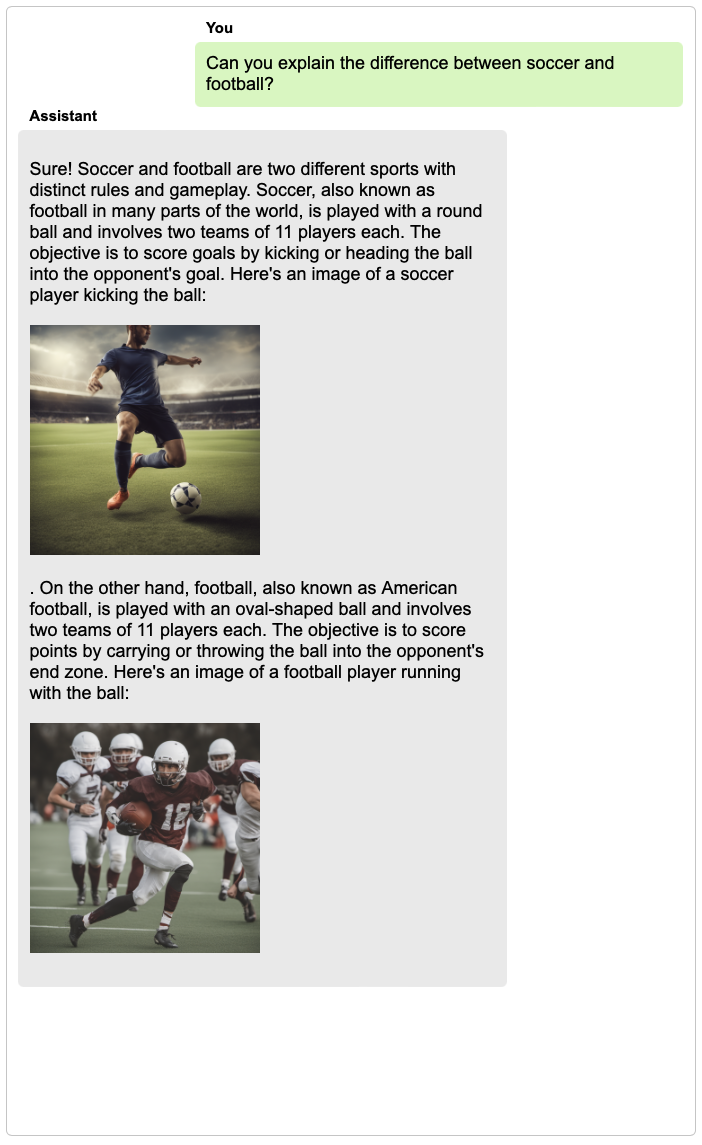 You
Can you explain the difference between soccer and
football?
Assistant
Sure! Soccer and football are two different sports with
distinct rules and gameplay. Soccer, also known as
football in many parts of the world, is played with a round
ball and involves two teams of 11 players each. The
objective is to score goals by kicking or heading the ball
into the opponent's goal. Here's an image of a soccer
player kicking the ball:
. On the other hand, football, also known as American
football, is played with an oval-shaped ball and involves
two teams of 11 players each. The objective is to score
points by carrying or throwing the ball into the opponent's
end zone. Here's an image of a football player running
with the ball:
18